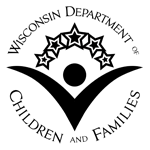 WISCONSIN DEPARTMENT OF
CHILDREN AND FAMILIES